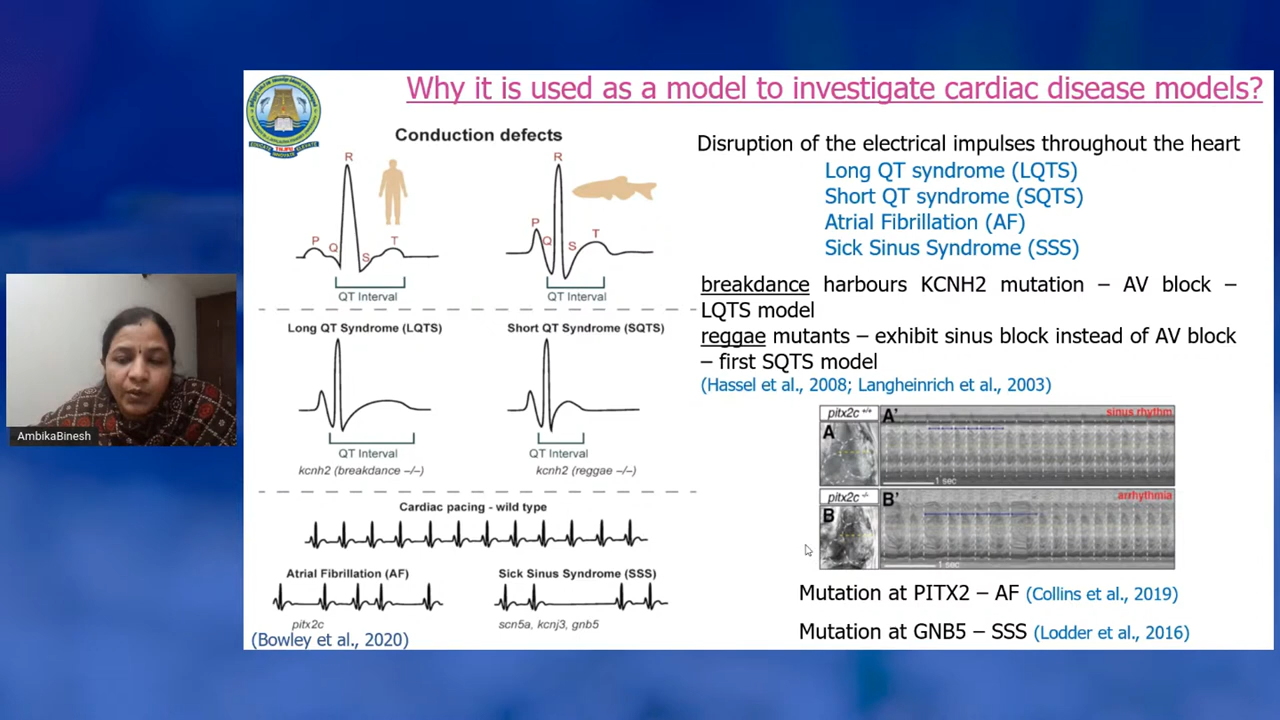 Why it is used as a model to investigate cardiac disease models?
Conduction defects
R
P
Q
S
T
QT Interval
R
P
Q
S
T
QT Interval
Long QT Syndrome (LQTS)
Short QT Syndrome (SQTS)
QT Interval
QT Interval
kcnh2 (breakdance –/–)
kcnh2 (reggae –/–)
Cardiac pacing - wild type
Atrial Fibrillation (AF)
Sick Sinus Syndrome (SSS)
pitx2c
scn5a, kcnj3, gnb5
(Bowley et al., 2020)
Disruption of the electrical impulses throughout the heart
Long QT syndrome (LQTS)
Short QT syndrome (SQTS)
Atrial Fibrillation (AF)
Sick Sinus Syndrome (SSS)
breakdance harbours KCNH2 mutation – AV block –
LQTS model
reggae mutants – exhibit sinus block instead of AV block
– first SQTS model
(Hassel et al., 2008; Langheinrich et al., 2003)
pitx2c +/+
A
A'
sinus rhythm
1 sec
pitx2c -/-
B
B'
arrhythmia
1 sec
Mutation at PITX2 – AF (Collins et al., 2019)
Mutation at GNB5 – SSS (Lodder et al., 2016)
AmbikaBinesh